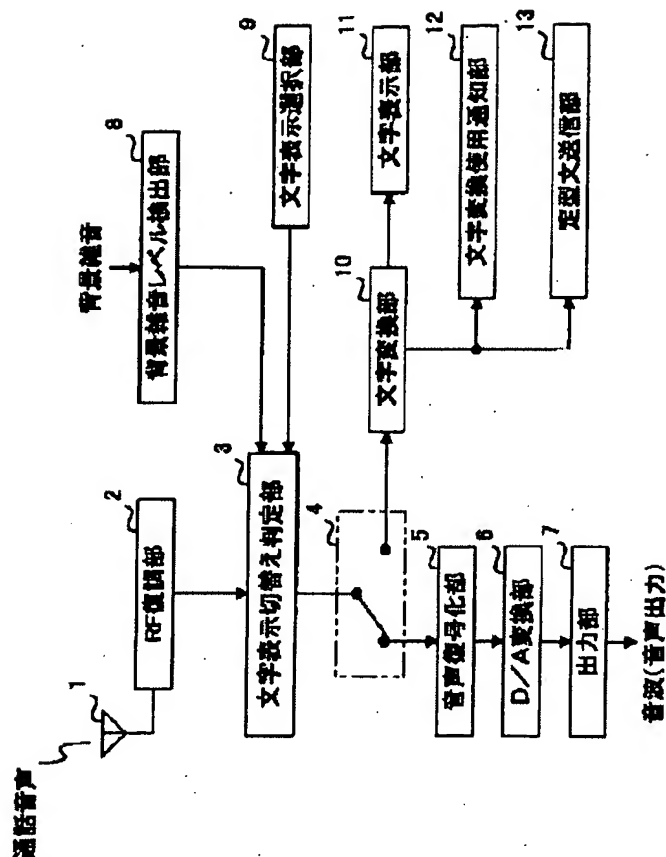 通話音声
1
2
RF復調部
背景雑音
8
背景雑音レベル検出部
9
文字表示選択部
3
文字表示切替え判定部
4
10
文字変換部
11
文字表示部
12
文字変換使用通知部
13
定型文送信部
5
音声復号化部
6
D/A変換部
7
出力部
音波(音声出力)